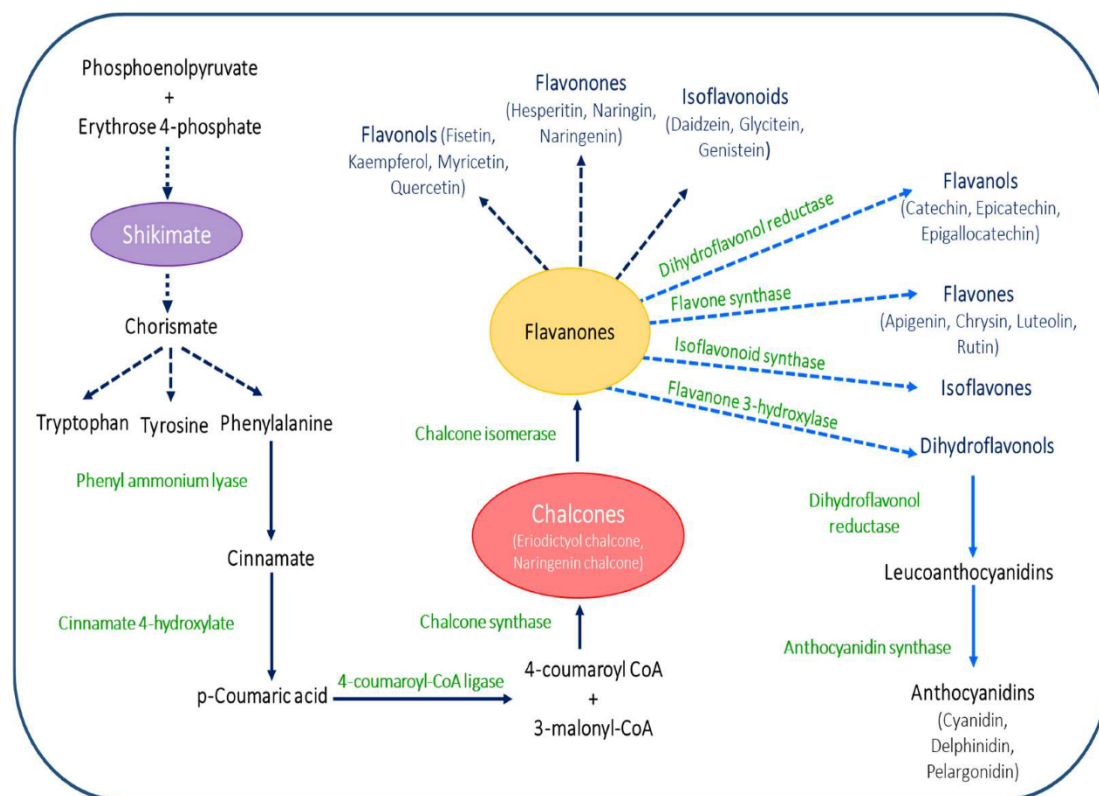 Phosphoenolpyruvate
+
Erythrose 4-phosphate
Shikimate
Chorismate
Tryptophan
Tyrosine
Phenylalanine
Phenyl ammonium lyase
Cinnamate
Cinnamate 4-hydroxylate
p-Coumaric acid
4-coumaroyl-CoA ligase
4-coumaroyl CoA
+
3-malonyl-CoA
Chalcone synthase
Chalcones
(Eriodictyol chalcone,
Naringenin chalcone)
Chalcone isomerase
Flavanones
Flavonols (Fisetin,
Kaempferol, Myricetin,
Quercetin)
Flavonones
(Hesperitin, Naringin,
Naringenin)
Isoflavonoids
(Daidzein, Glycitein,
Genistein)
Dihydroflavonol reductase
Flavanols
(Catechin, Epicatechin,
Epigallocatechin)
Flavone synthase
Flavones
(Apigenin, Chrysin, Luteolin,
Rutin)
Isoflavonoid synthase
Isoflavones
Flavanone 3-hydroxylase
Dihydroflavonols
Dihydroflavonol
reductase
Leucoanthocyanidins
Anthocyanidin synthase
Anthocyanidins
(Cyanidin,
Delphinidin,
Pelargonidin)